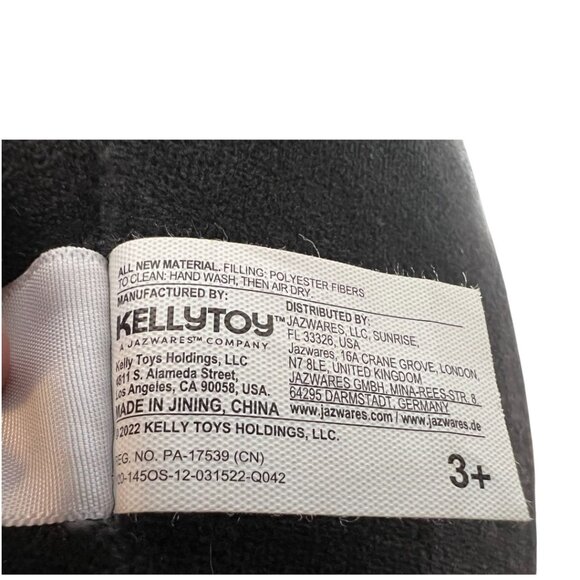 ALL NEW MATERIAL. FILLING: POLYESTER FIBERS
TO CLEAN: HAND WASH, THEN AIR DRY.
MANUFACTURED BY:
KELLYTOY™
A JAZWARES™ COMPANY
Kelly Toys Holdings, LLC
4611 S. Alameda Street,
Los Angeles, CA 90058, USA.
MADE IN JINING, CHINA
© 2022 KELLY TOYS HOLDINGS, LLC.
REG. NO. PA-17539 (CN)
DISTRIBUTED BY:
JAZWARES, LLC, SUNRISE,
FL 33326, USA
Jazwares, 16A CRANE GROVE, LONDON,
N7 8LE, UNITED KINGDOM
JAZWARES GMBH, MINA-REES-STR. 8,
64295 DARMSTADT, GERMANY
www.jazwares.com / www.jazwares.de
3+